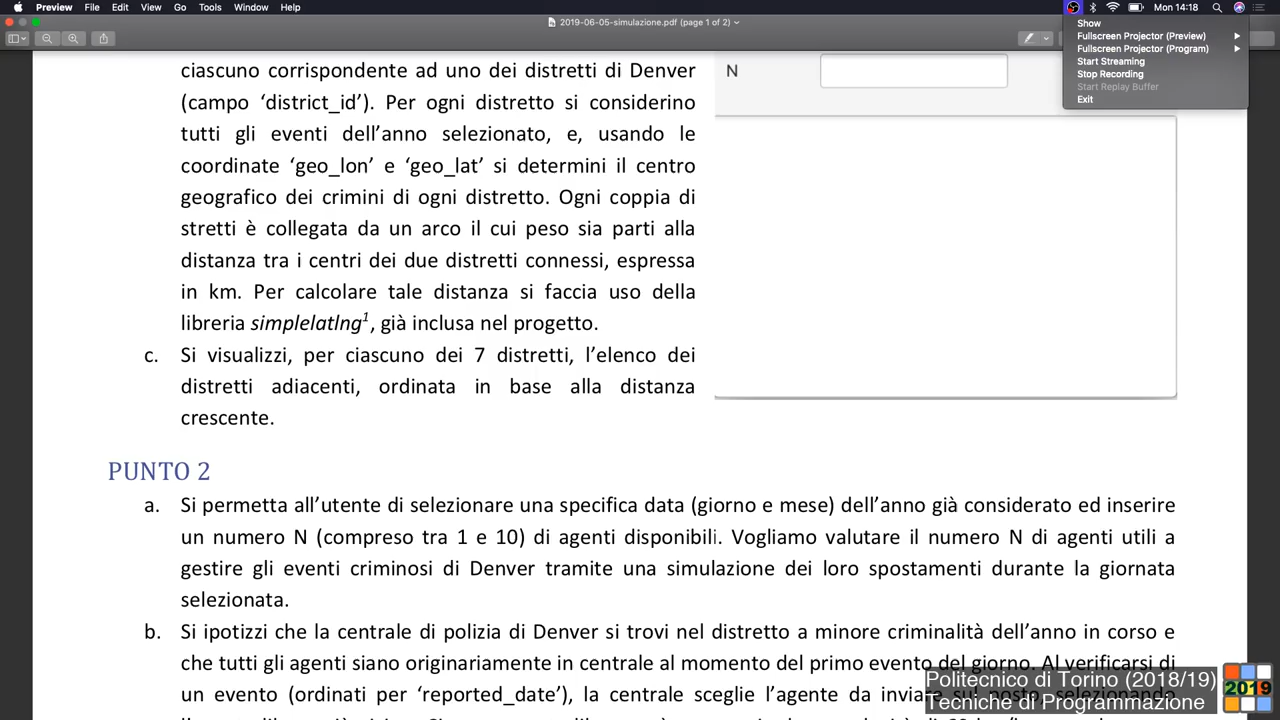 Preview File Edit View Go Tools Window Help
Mon 14:18
2019-06-05-simulazione.pdf (page 1 of 2)
Show
Fullscreen Projector (Preview)
Fullscreen Projector (Program)
Start Streaming
Stop Recording
Start Replay Buffer
Exit
ciascuno corrispondente ad uno dei distretti di Denver
(campo ‘district_id’). Per ogni distretto si considerino
tutti gli eventi dell’anno selezionato, e, usando le
coordinate ‘geo_lon’ e ‘geo_lat’ si determini il centro
geografico dei crimini di ogni distretto. Ogni coppia di
stretti è collegata da un arco il cui peso sia parti alla
distanza tra i centri dei due distretti connessi, espressa
in km. Per calcolare tale distanza si faccia uso della
libreria simplelatlng¹, già inclusa nel progetto.
c. Si visualizzi, per ciascuno dei 7 distretti, l’elenco dei
distretti adiacenti, ordinata in base alla distanza
crescente.
N
PUNTO 2
a. Si permetta all’utente di selezionare una specifica data (giorno e mese) dell’anno già considerato ed inserire
un numero N (compreso tra 1 e 10) di agenti disponibili. Vogliamo valutare il numero N di agenti utili a
gestire gli eventi criminosi di Denver tramite una simulazione dei loro spostamenti durante la giornata
selezionata.
b. Si ipotizzi che la centrale di polizia di Denver si trovi nel distretto a minore criminalità dell’anno in corso e
che tutti gli agenti siano originariamente in centrale al momento del primo evento del giorno. Al verificarsi di
un evento (ordinati per ‘reported_date’), la centrale sceglie l’agente da inviare sul posto, selezionando
Politecnico di Torino (2018/19)
Tecniche di Programmazione
2019